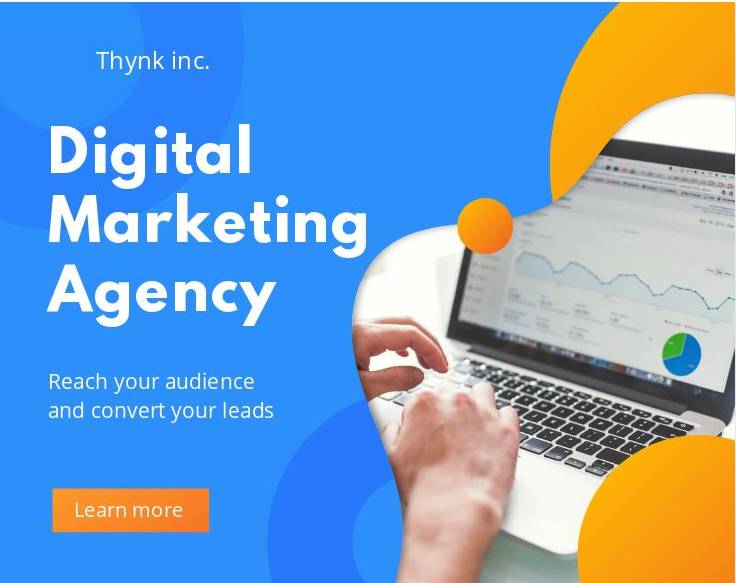 Thynk inc.
Digital
Marketing
Agency
Reach your audience
and convert your leads
Learn more